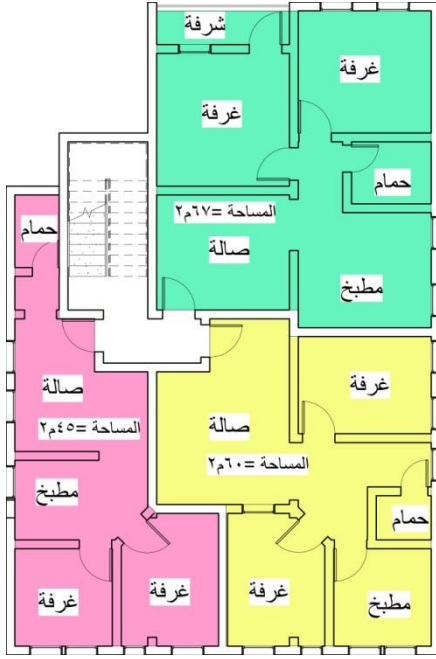 شرفة
غرفة
غرفة
حمام
المساحة =٦٧م٢
صالة
مطبخ
حمام
صالة
المساحة =٤٥م٢
مطبخ
غرفة
غرفة
غرفة
صالة
المساحة =٦٠م٢
حمام
غرفة
مطبخ